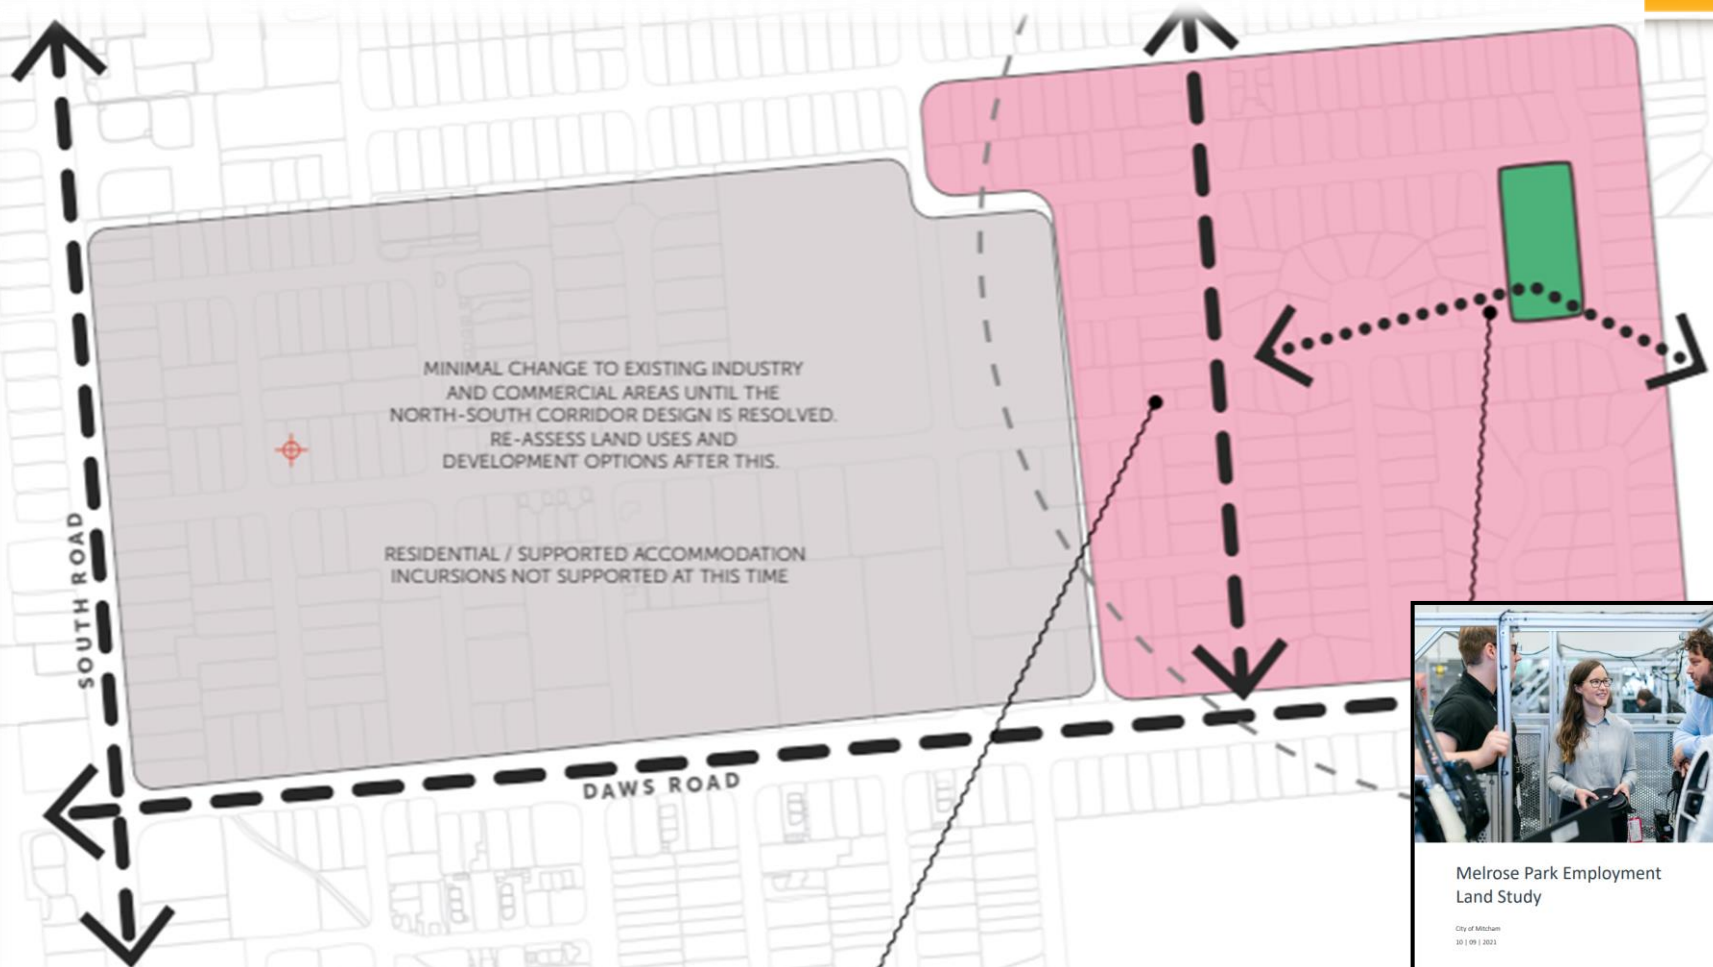 MINIMAL CHANGE TO EXISTING INDUSTRY
AND COMMERCIAL AREAS UNTIL THE
NORTH-SOUTH CORRIDOR DESIGN IS RESOLVED.
RE-ASSESS LAND USES AND
DEVELOPMENT OPTIONS AFTER THIS.
RESIDENTIAL / SUPPORTED ACCOMMODATION
INCURSIONS NOT SUPPORTED AT THIS TIME
SOUTH ROAD
DAWS ROAD
Melrose Park Employment
Land Study
City of Mitcham
10 | 09 | 2021